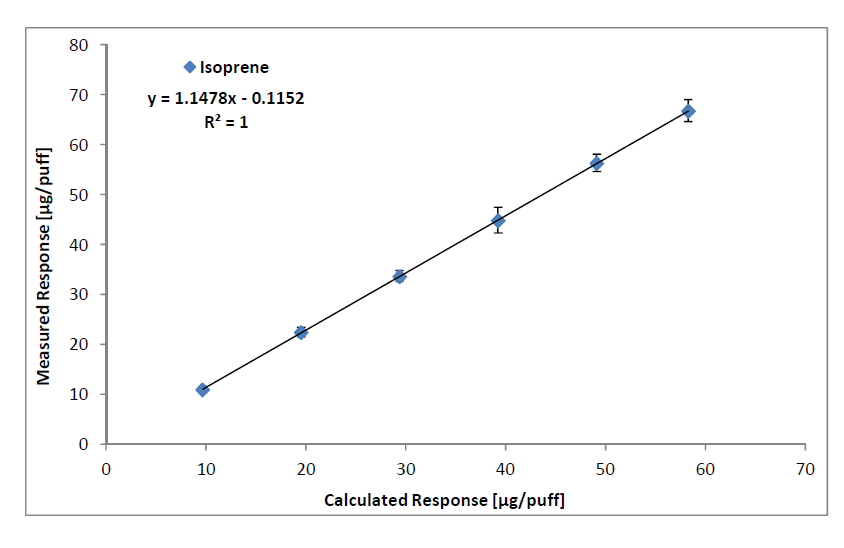 Isoprene
y = 1.1478x - 0.1152
R² = 1
80
70
60
50
40
30
20
10
0
Measured Response [µg/puff]
0 10 20 30 40 50 60 70
Calculated Response [µg/puff]